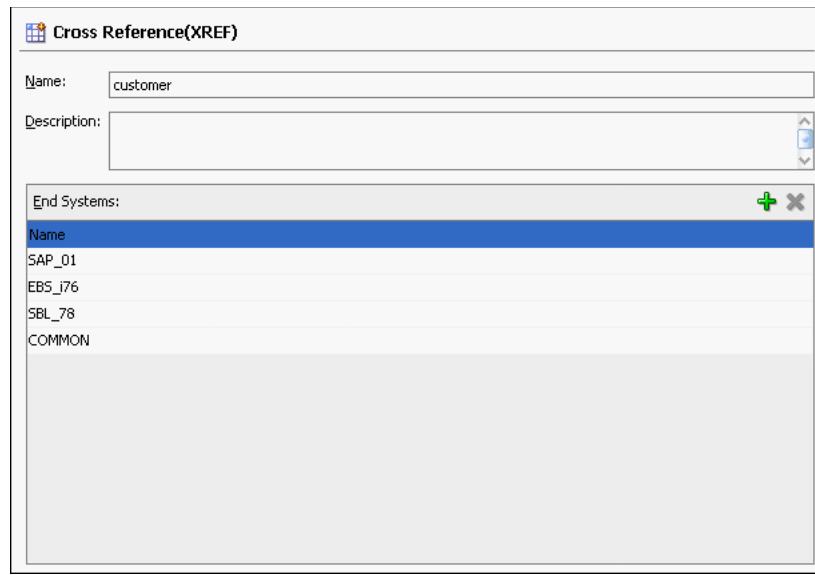 Cross Reference(XREF)
Name: customer
Description:
End Systems:
Name
SAP_01
EBS_i76
SBL_78
COMMON